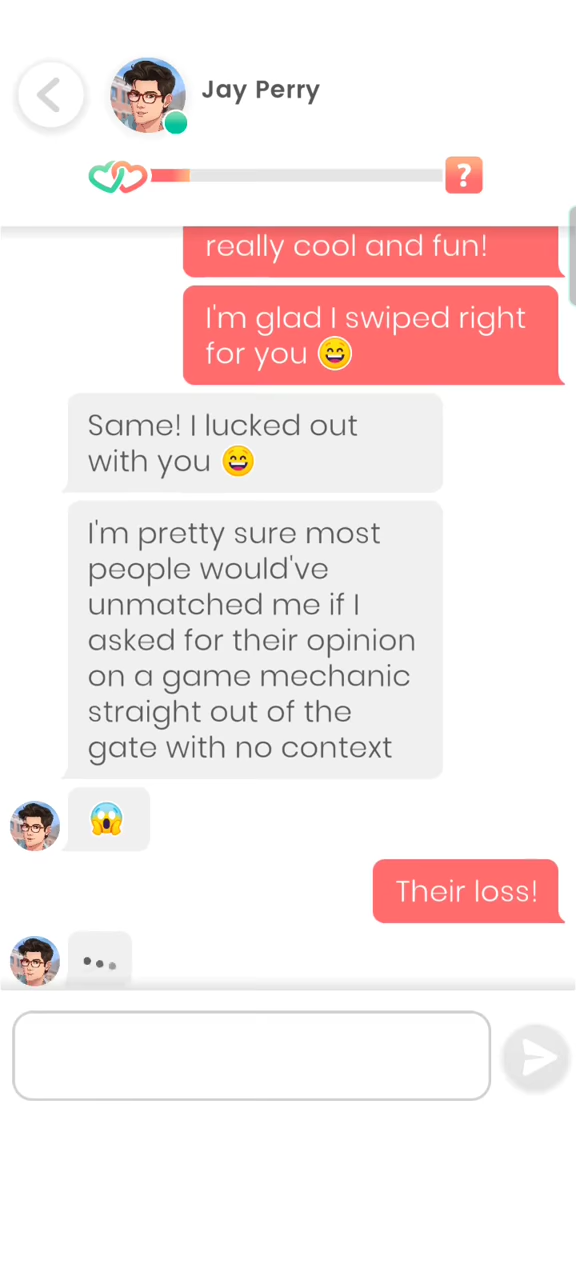 Jay Perry
?
really cool and fun!
I'm glad I swiped right
for you 😄
Same! I lucked out
with you 😄
I'm pretty sure most
people would've
unmatched me if I
asked for their opinion
on a game mechanic
straight out of the
gate with no context
😱
Their loss!